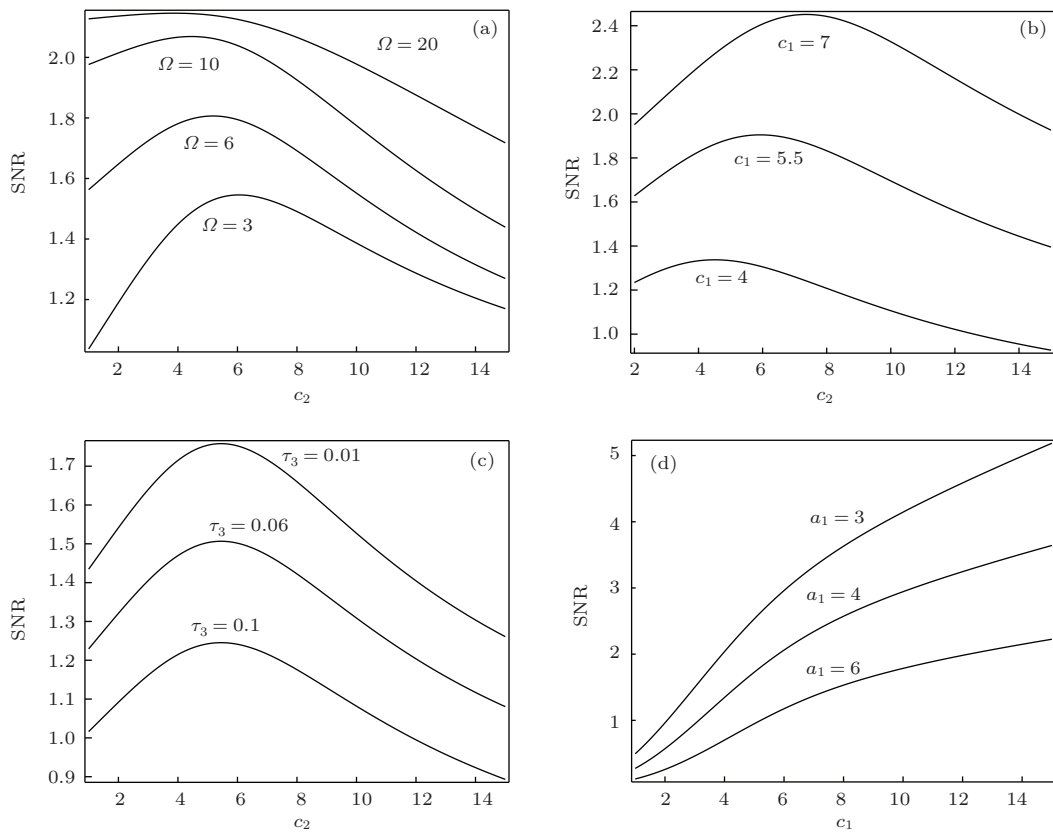 (a)
Ω = 20
Ω = 10
Ω = 6
Ω = 3
SNR
2.0
1.8
1.6
1.4
1.2
2 4 6 8 10 12 14
c₂
(b)
c₁ = 7
c₁ = 5.5
c₁ = 4
SNR
2.4
2.2
2.0
1.8
1.6
1.4
1.2
1.0
2 4 6 8 10 12 14
c₂
(c)
τ₃ = 0.01
τ₃ = 0.06
τ₃ = 0.1
SNR
1.7
1.6
1.5
1.4
1.3
1.2
1.1
1.0
0.9
2 4 6 8 10 12 14
c₂
(d)
a₁ = 3
a₁ = 4
a₁ = 6
SNR
5
4
3
2
1
2 4 6 8 10 12 14
c₁